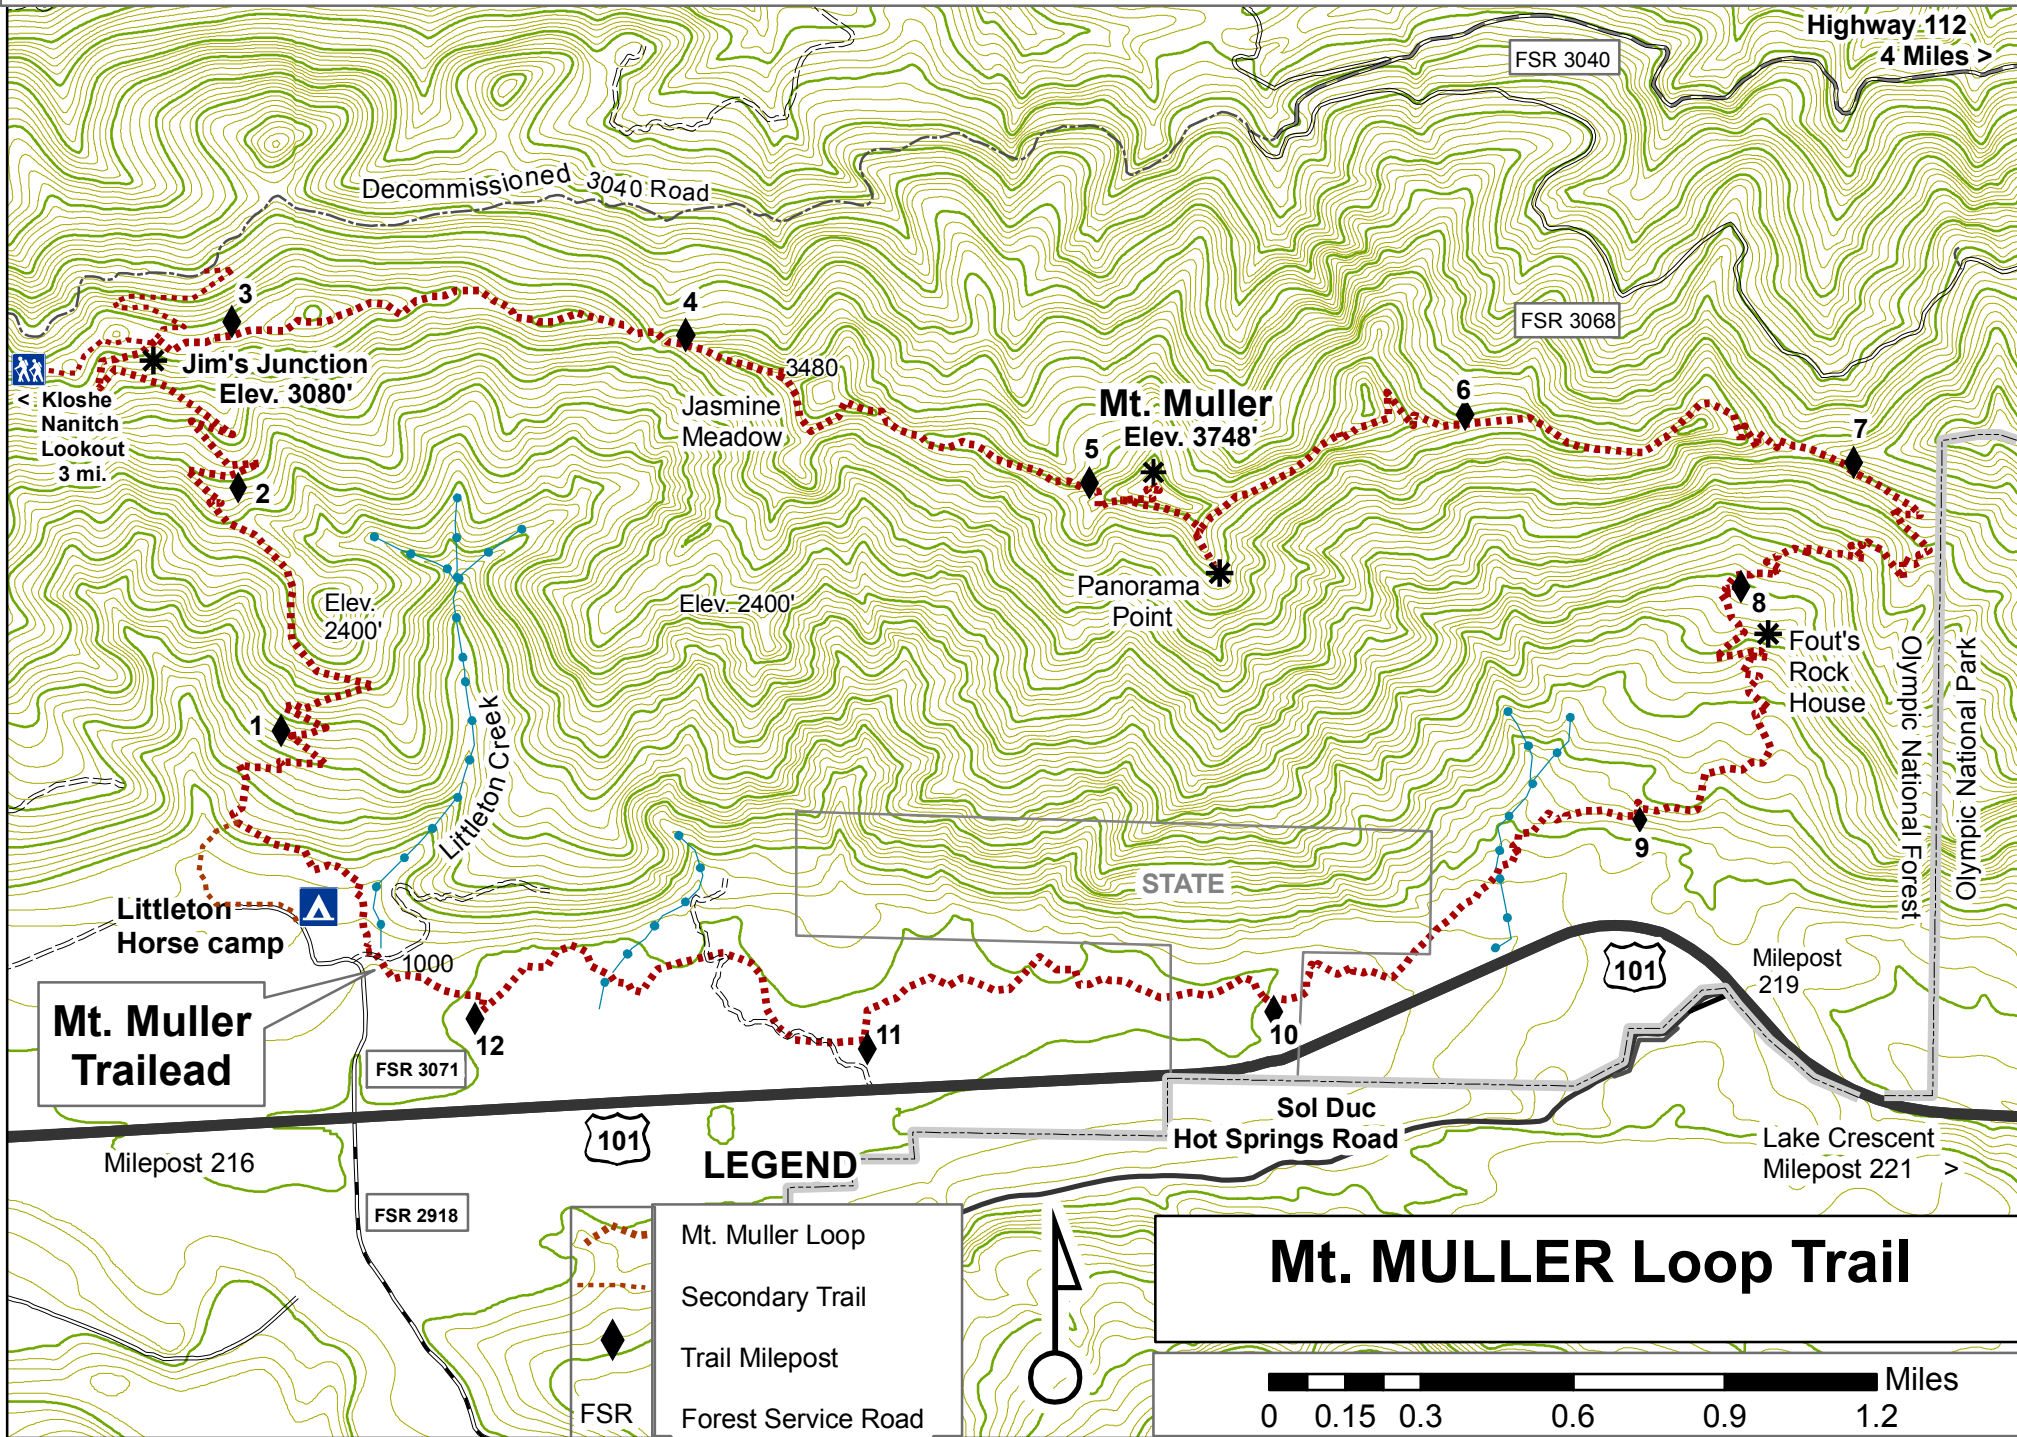 Highway 112
4 Miles >
FSR 3040
Decommissioned 3040 Road
3
4
FSR 3068
Jim's Junction
Elev. 3080'
3480
< Kloshe
Nanitch
Lookout
3 mi.
Jasmine
Meadow
Mt. Muller
Elev. 3748'
6
7
5
2
Panorama
Point
8
Elev.
2400'
Elev. 2400'
Fout's
Rock
House
Olympic National Forest
Olympic National Park
1
Littleton Creek
9
STATE
Littleton
Horse camp
1000
101
Milepost
219
Mt. Muller
Trailead
12
11
10
FSR 3071
101
Sol Duc
Hot Springs Road
Milepost 216
Lake Crescent
Milepost 221 >
LEGEND
FSR 2918
Mt. Muller Loop
Secondary Trail
Trail Milepost
FSR Forest Service Road
Mt. MULLER Loop Trail
Miles
0 0.15 0.3 0.6 0.9 1.2